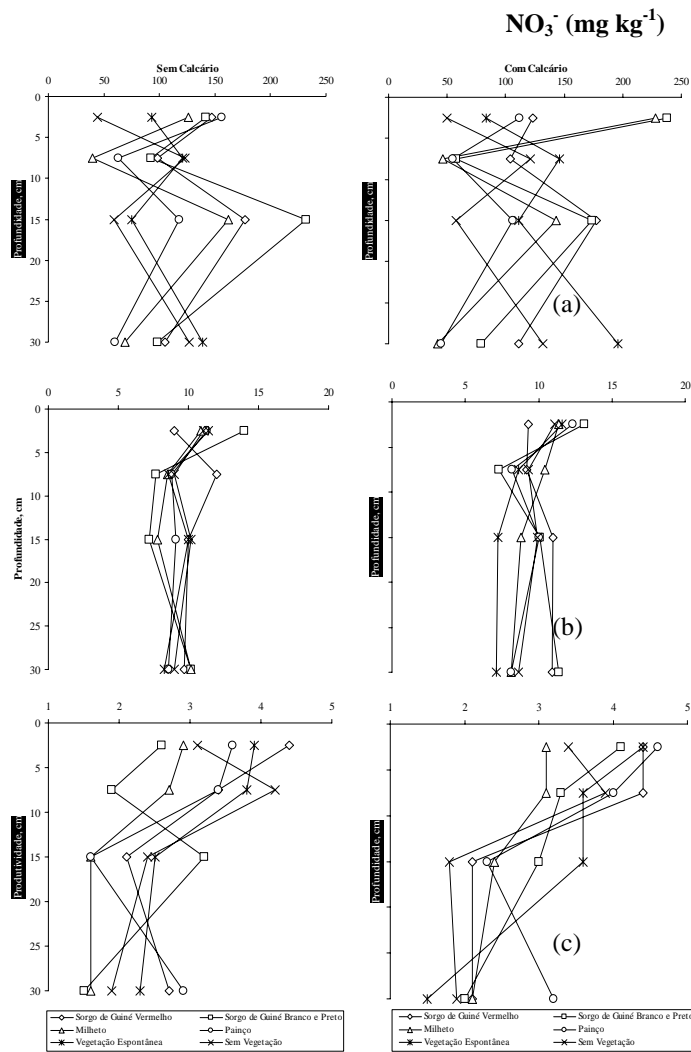 NO₃⁻ (mg kg⁻¹)
Sem Calcário
0 50 100 150 200 250
0
5
10
15
20
25
30
Profundidade, cm
Com Calcário
0 50 100 150 200 250
Profundidade, cm
(a)
0 5 10 15 20
0
5
10
15
20
25
30
Profundidade, cm
0 5 10 15 20
Profundidade, cm
(b)
1 2 3 4 5
0
5
10
15
20
25
30
Produtividade, cm
1 2 3 4 5
Profundidade, cm
(c)
Sorgo de Guiné Vermelho Sorgo de Guiné Branco e Preto
Milheto Painço
Vegetação Espontânea Sem Vegetação
Sorgo de Guiné Vermelho Sorgo de Guiné Branco e Preto
Milheto Painço
Vegetação Espontânea Sem Vegetação